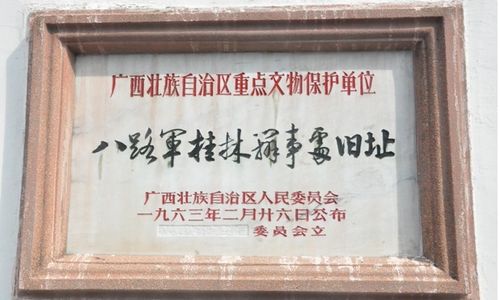 广西壮族自治区重点文物保护单位
八路軍桂林辦事處旧址
广西壮族自治区人民委员会
一九六三年二月廿六日公布
委员会立